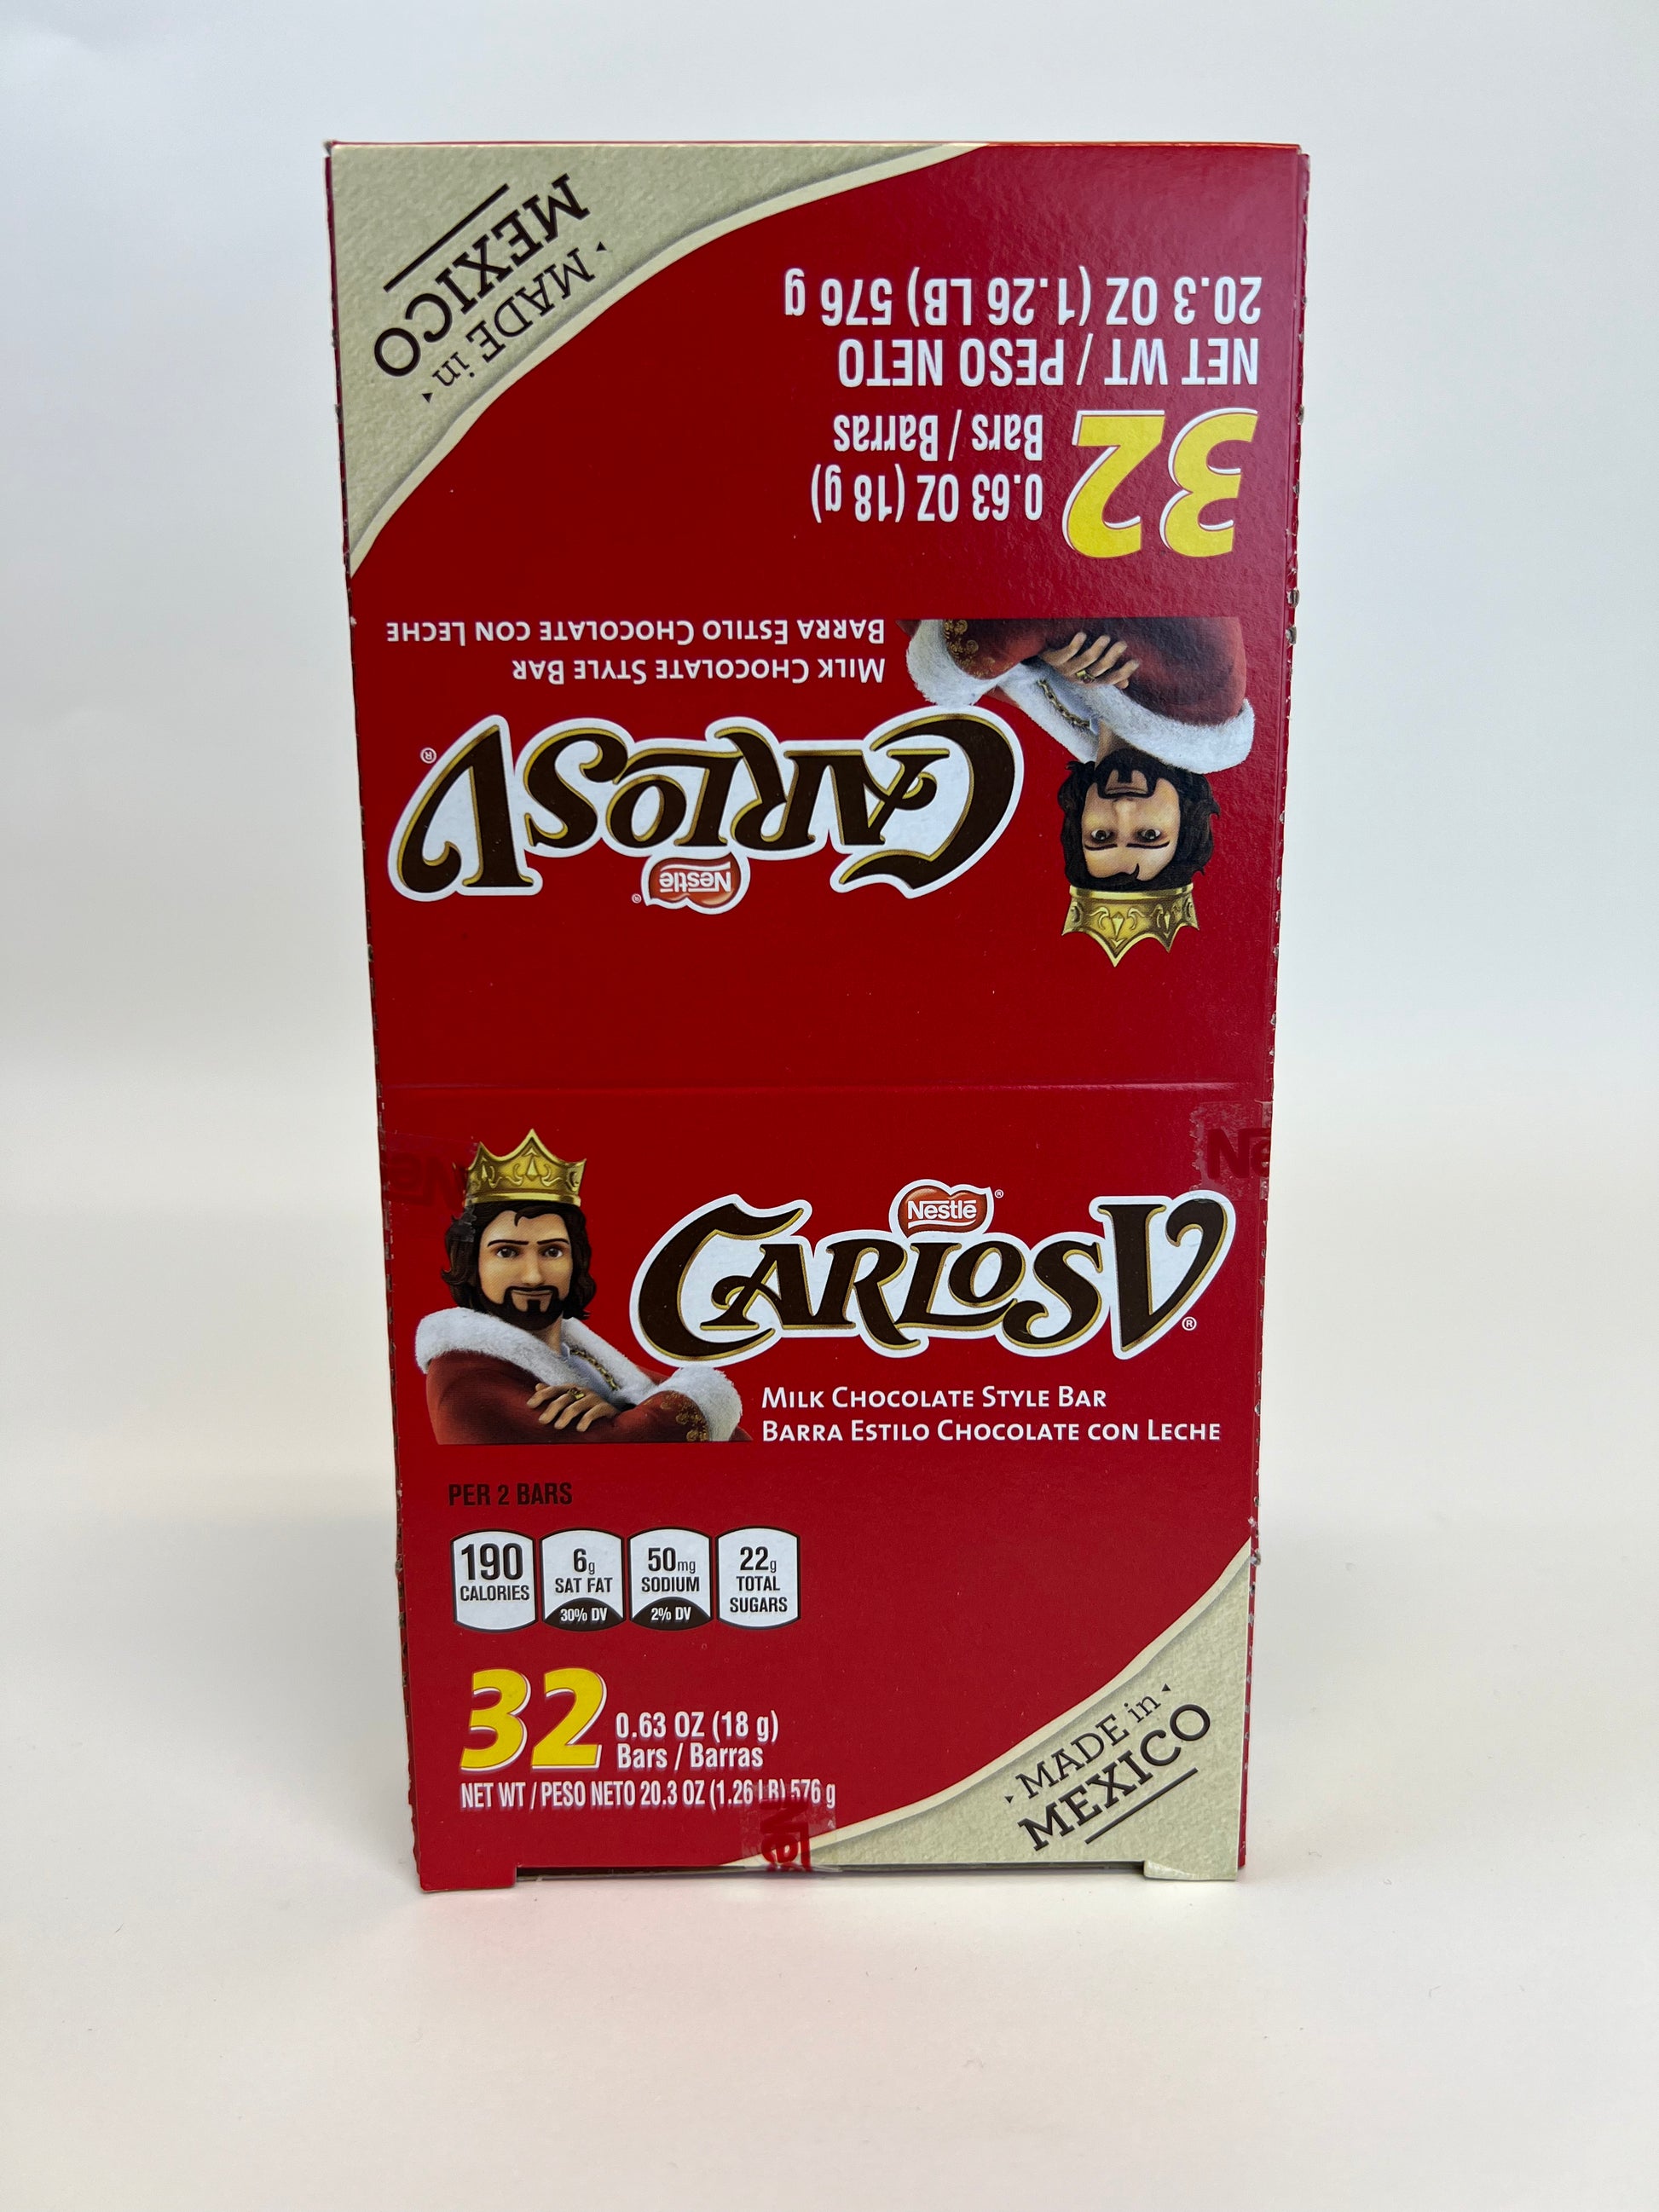 MADE in
MEXICO
20.3 OZ (1.26 LB) 576 g
NET WT / PESO NETO
32
Bars / Barras
0.63 OZ (18 g)
BARRA ESTILO CHOCOLATE CON LECHE
MILK CHOCOLATE STYLE BAR
CARLOS V®
Nestlé®
Nestlé®
CARLOS V®
MILK CHOCOLATE STYLE BAR
BARRA ESTILO CHOCOLATE CON LECHE
PER 2 BARS
190 CALORIES
6g SAT FAT 30% DV
50mg SODIUM 2% DV
22g TOTAL SUGARS
32
0.63 OZ (18 g)
Bars / Barras
NET WT / PESO NETO 20.3 OZ (1.26 LB) 576 g
MADE in
MEXICO